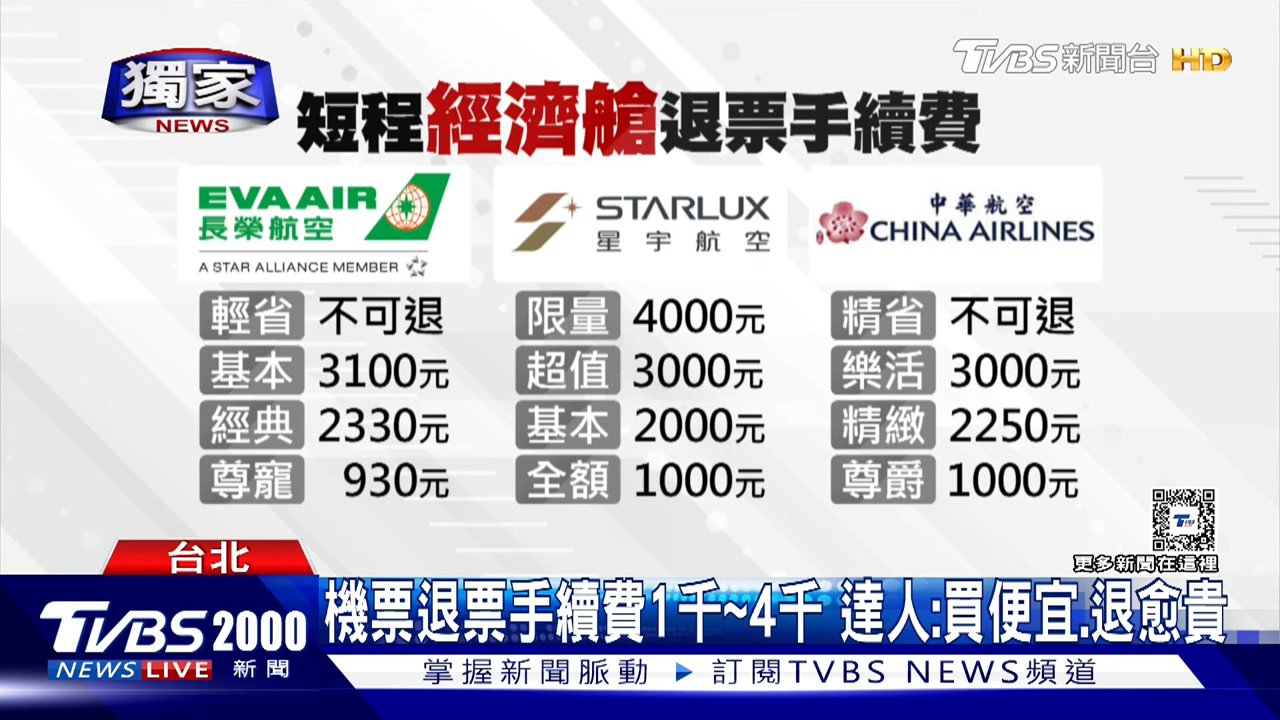 獨家
NEWS
TVBS新聞台 HD
短程經濟艙退票手續費
EVA AIR
長榮航空
A STAR ALLIANCE MEMBER
STARLUX
星宇航空
中華航空
CHINA AIRLINES
輕省 不可退
基本 3100元
經典 2330元
尊寵 930元
限量 4000元
超值 3000元
基本 2000元
全額 1000元
精省 不可退
樂活 3000元
精緻 2250元
尊爵 1000元
TVBS
更多新聞在這裡
台北
機票退票手續費1千~4千 達人:買便宜.退愈貴
TVBS 2000
NEWS LIVE 新聞
掌握新聞脈動 ▶ 訂閱TVBS NEWS頻道